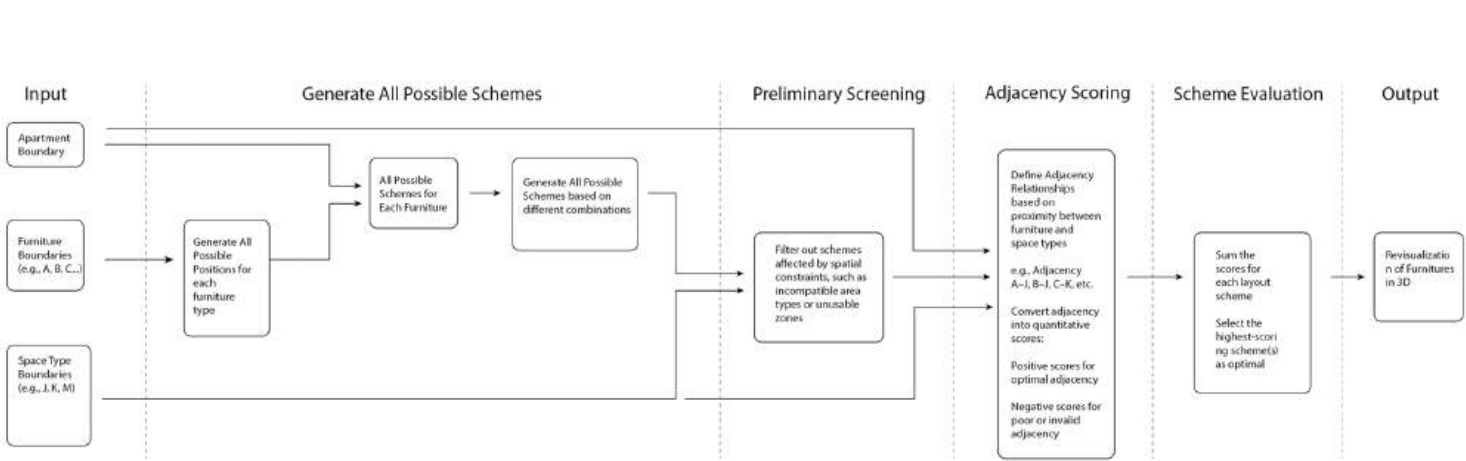 Input
Generate All Possible Schemes
Preliminary Screening
Adjacency Scoring
Scheme Evaluation
Output
Apartment
Boundary
Furniture
Boundaries
(e.g., A, B, C,..)
Space Type
Boundaries
(e.g., J, K, M)
Generate All
Possible
Positions for
each
furniture
type
All Possible
Schemes for
Each Furniture
Generate All Possible
Schemes based on
different combinations
Filter out schemes
affected by spatial
constraints, such as
incompatible area
types or unusable
zones
Define Adjacency
Relationships
based on
proximity between
furniture and
space types
e.g., Adjacency
A–J, B–J, C–K, etc.
Convert adjacency
into quantitative
scores:
Positive scores for
optimal adjacency
Negative scores for
poor or invalid
adjacency
Sum the
scores for
each layout
scheme
Select the
highest-scori
ng scheme(s)
as optimal
Revisualizatio
n of Furnitures
in 3D